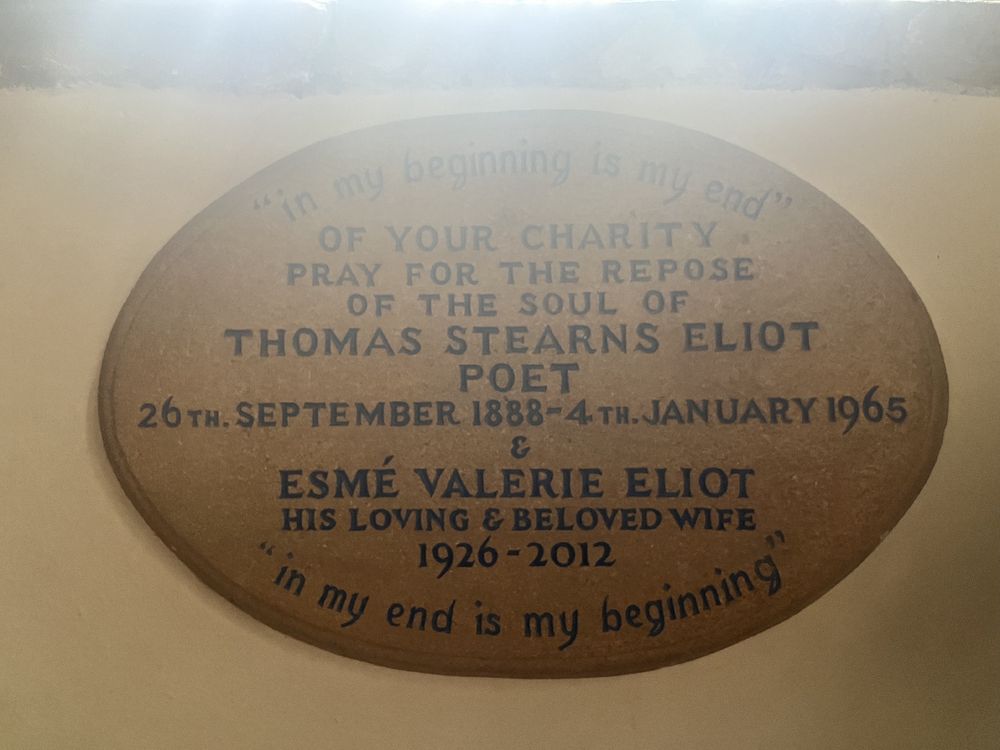 "in my beginning is my end"
OF YOUR CHARITY
PRAY FOR THE REPOSE
OF THE SOUL OF
THOMAS STEARNS ELIOT
POET
26TH. SEPTEMBER 1888-4TH. JANUARY 1965
&
ESMÉ VALERIE ELIOT
HIS LOVING & BELOVED WIFE
1926-2012
"in my end is my beginning"